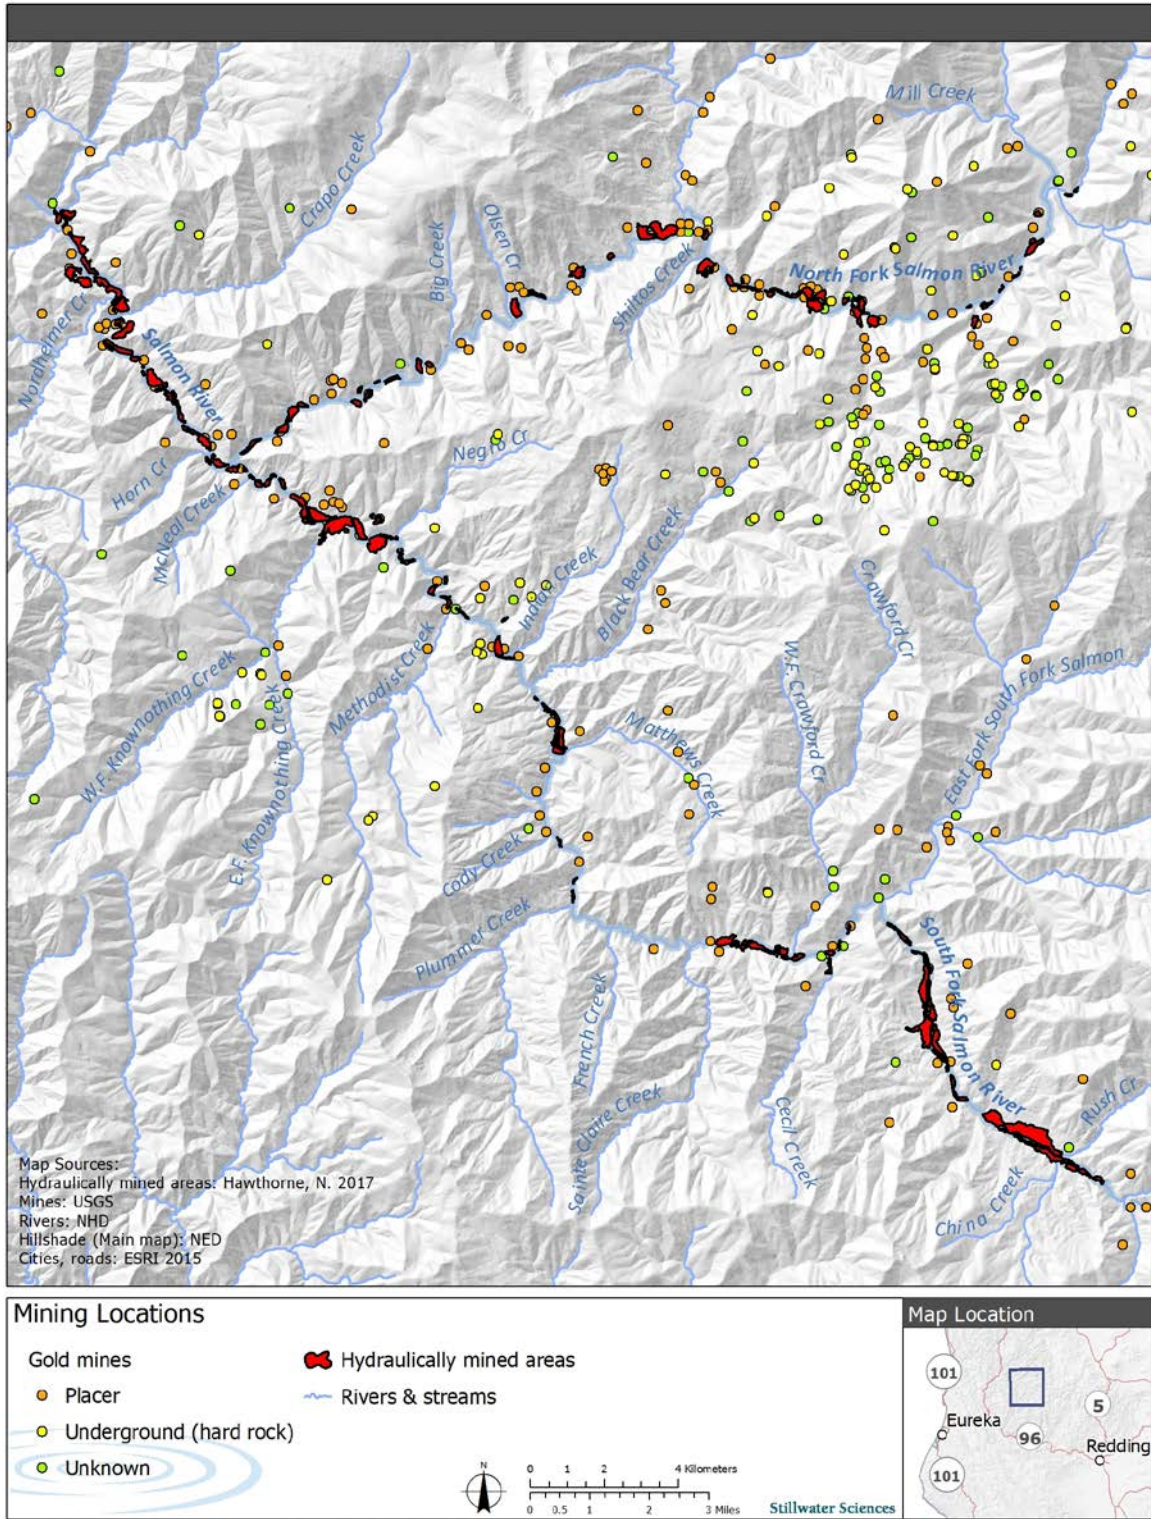 Mill Creek
Crapo Creek
Olsen Cr
Big Creek
Shiltos Creek
North Fork Salmon River
Nordheimer Cr
Salmon River
Negro Cr
Horn Cr
McNeal Creek
Indian Creek
Black Bear Creek
Crawford Cr
W.F. Crawford Cr
East Fork South Fork Salmon
W.F. Knownothing Creek
E.F. Knownothing Creek
Methodist Creek
Matthews Creek
Cody Creek
Plummer Creek
French Creek
Sainte Claire Creek
Cecil Creek
South Fork Salmon River
Rush Cr
China Creek
Map Sources:
Hydraulically mined areas: Hawthorne, N. 2017
Mines: USGS
Rivers: NHD
Hillshade (Main map): NED
Cities, roads: ESRI 2015
Mining Locations
Gold mines
Placer
Underground (hard rock)
Unknown
Hydraulically mined areas
Rivers & streams
N
0 1 2 4 Kilometers
0 0.5 1 2 3 Miles
Stillwater Sciences
Map Location
101
5
Eureka
96
Redding
101